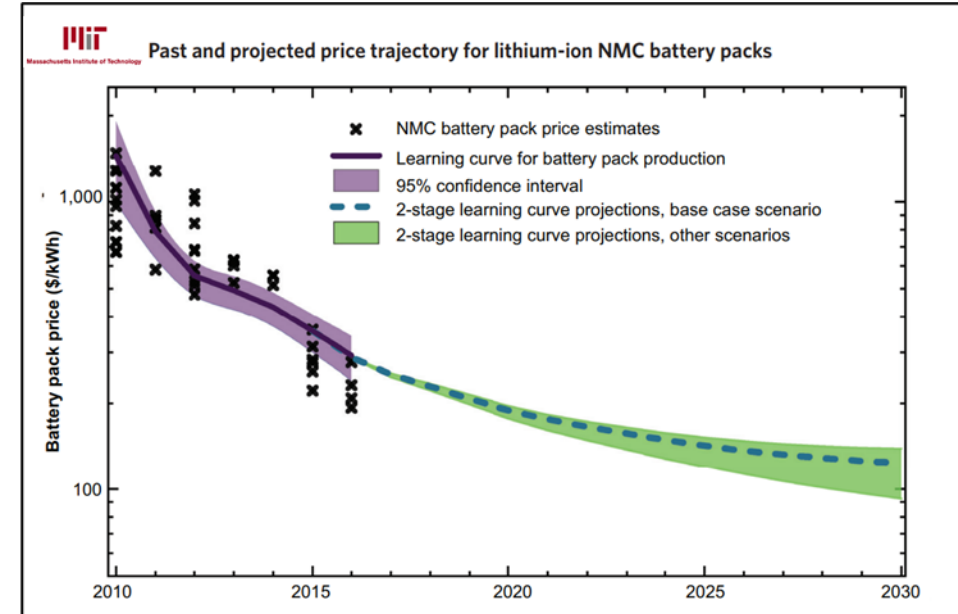 Massachusetts Institute of Technology
Past and projected price trajectory for lithium-ion NMC battery packs
NMC battery pack price estimates
Learning curve for battery pack production
95% confidence interval
2-stage learning curve projections, base case scenario
2-stage learning curve projections, other scenarios
1,000
100
Battery pack price ($/kWh)
2010 2015 2020 2025 2030